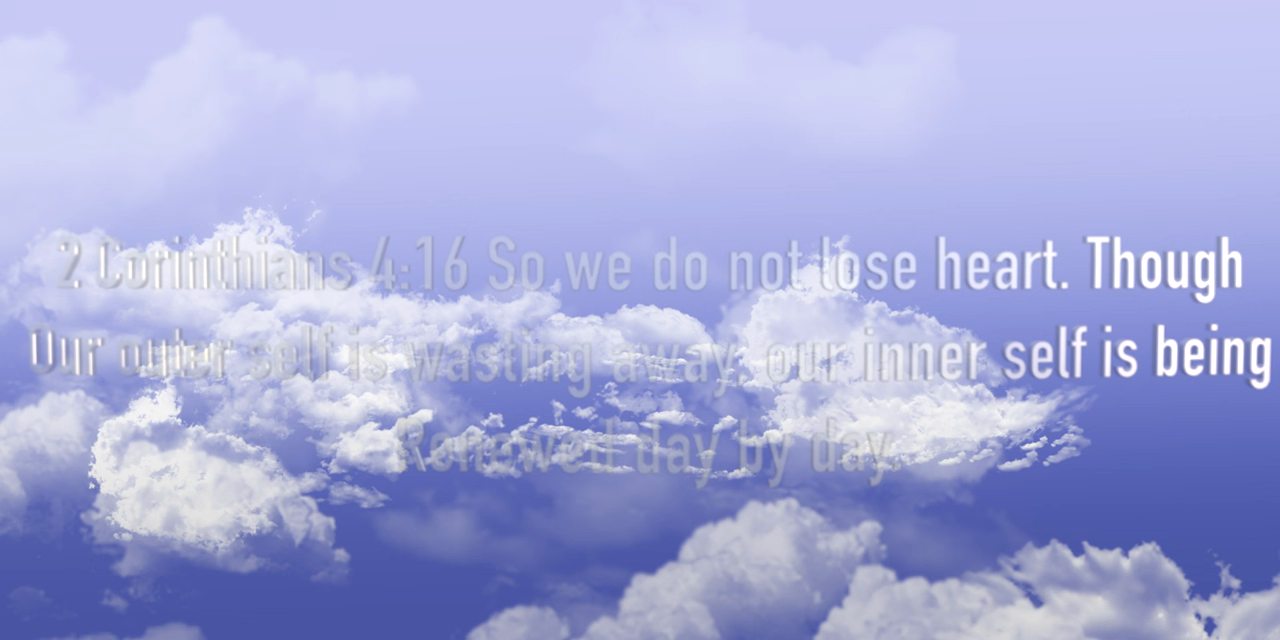 2 Corinthians 4:16 So we do not lose heart. Though
Our outer self is wasting away, our inner self is being
Renewed day by day.